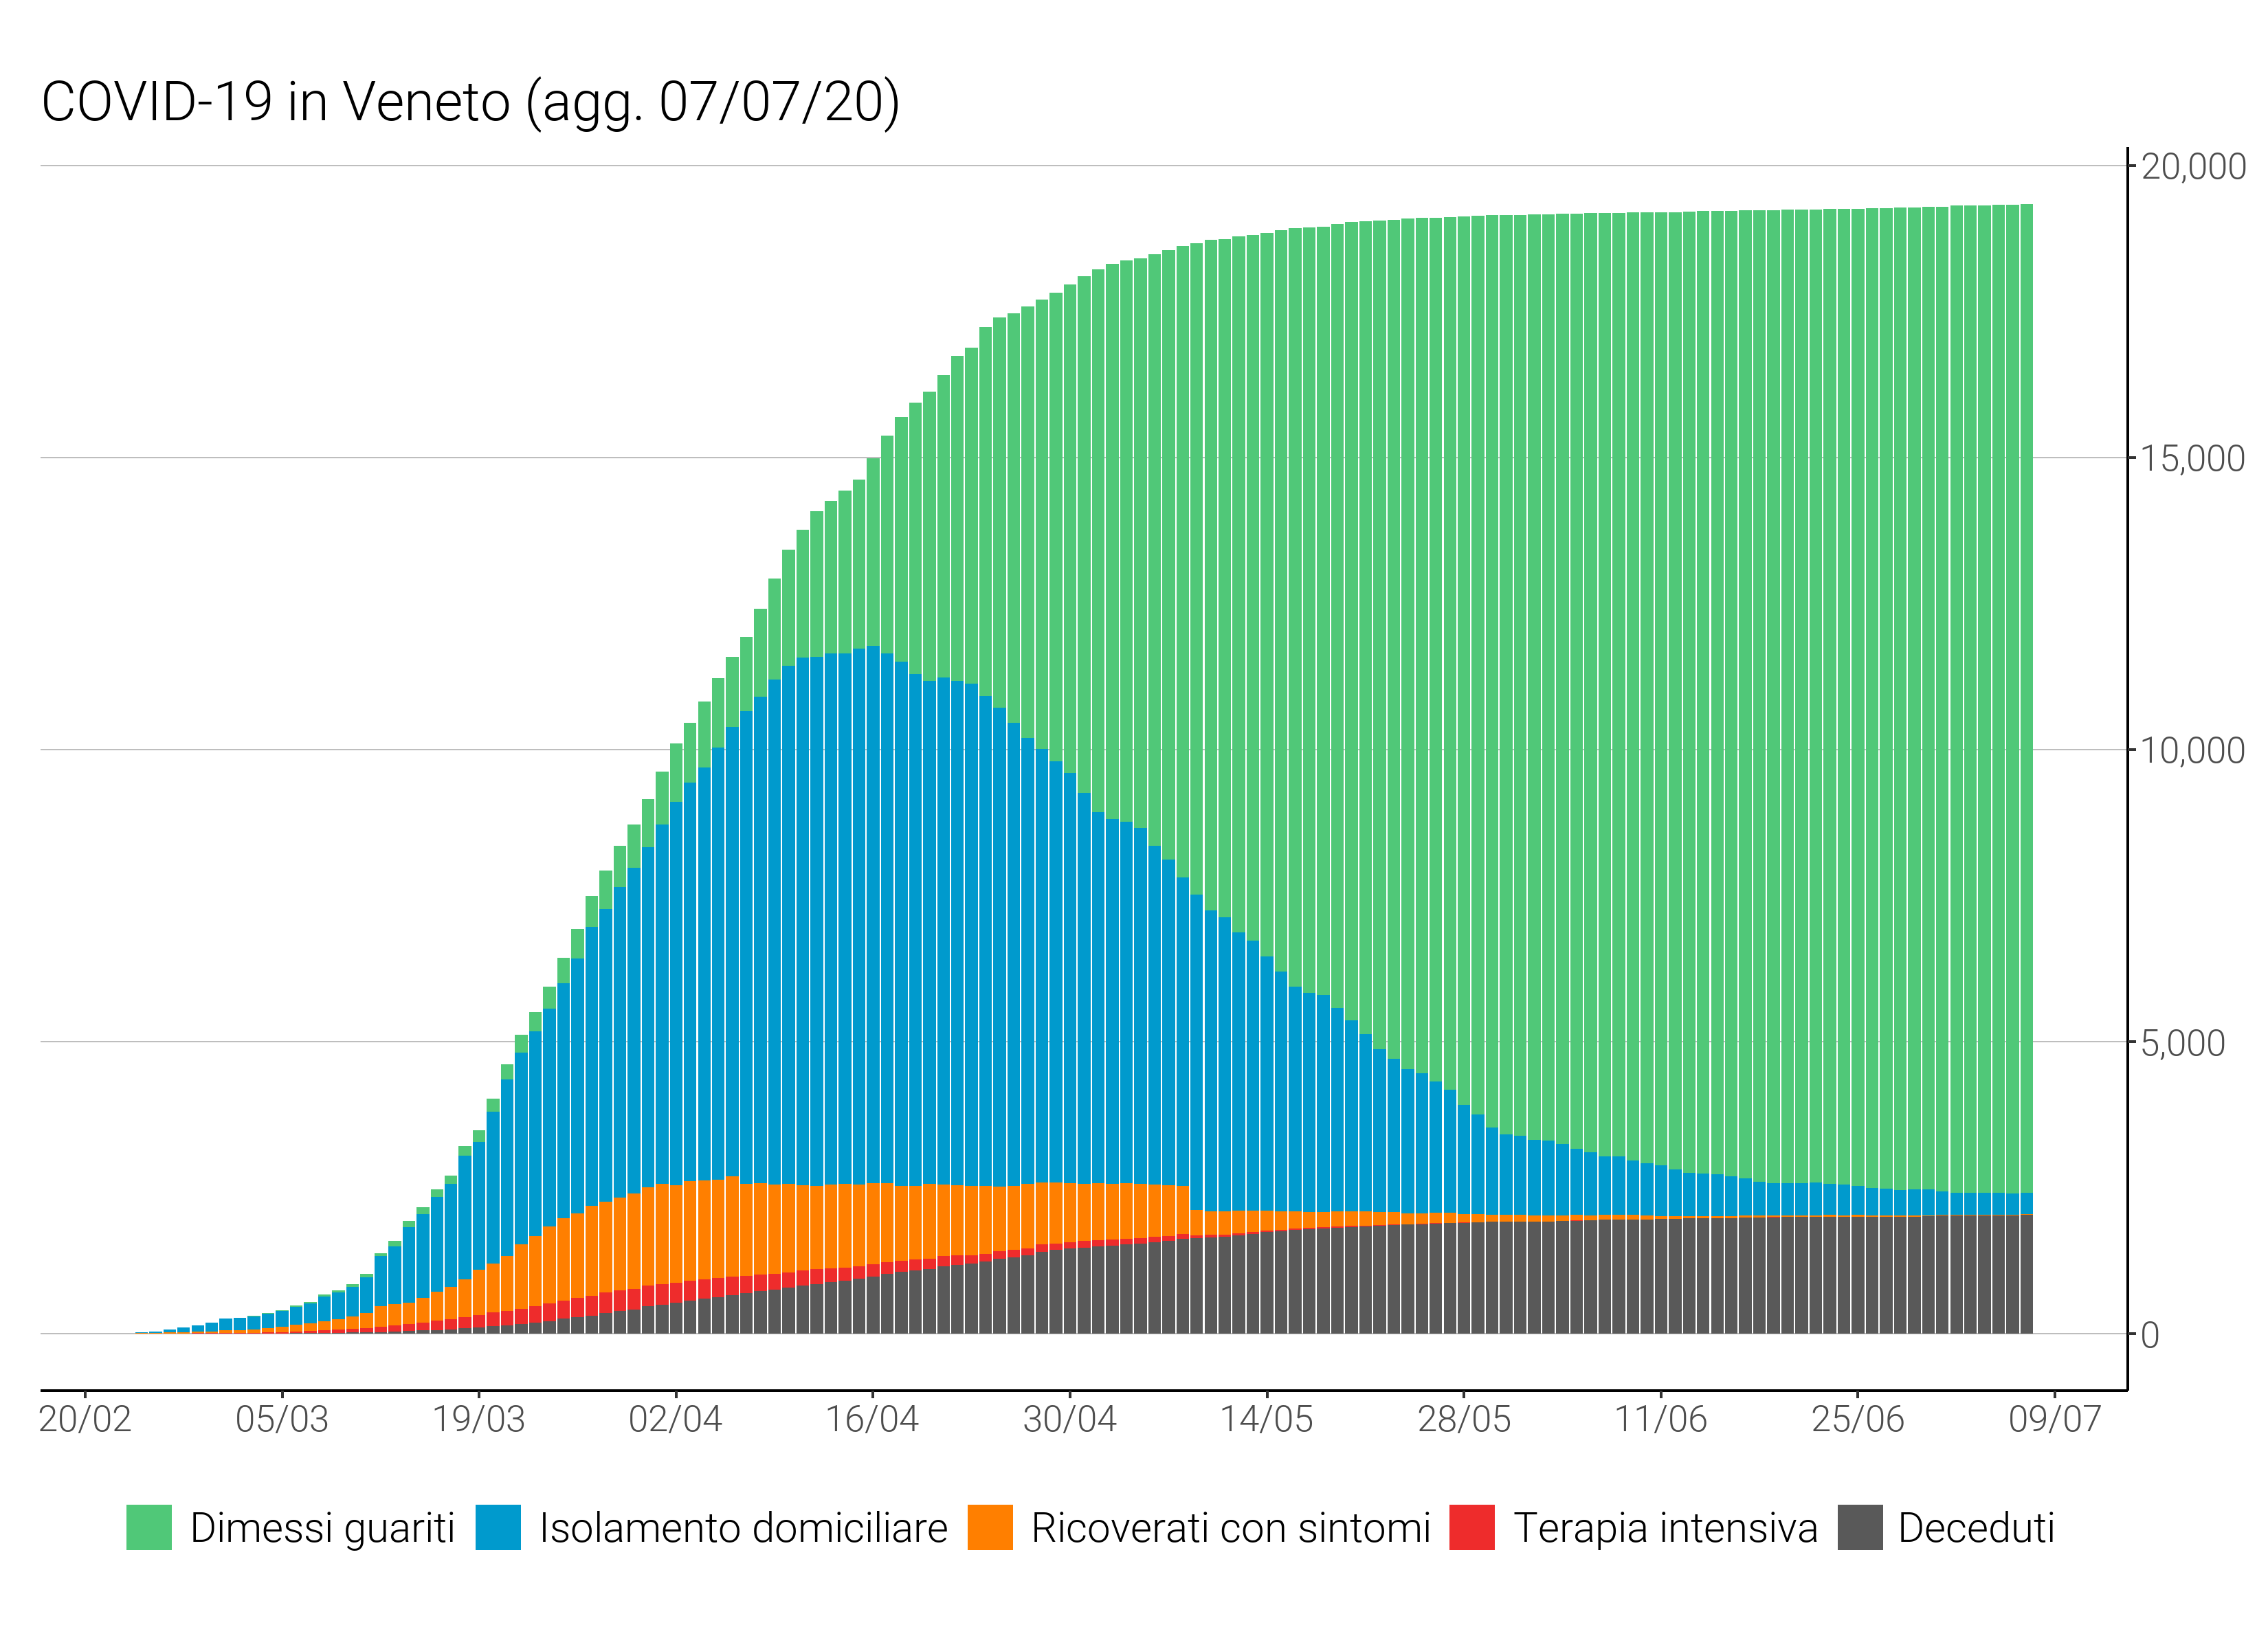 COVID-19 in Veneto (agg. 07/07/20)
20,000
15,000
10,000
5,000
0
20/02 05/03 19/03 02/04 16/04 30/04 14/05 28/05 11/06 25/06 09/07
Dimessi guariti Isolamento domiciliare Ricoverati con sintomi Terapia intensiva Deceduti